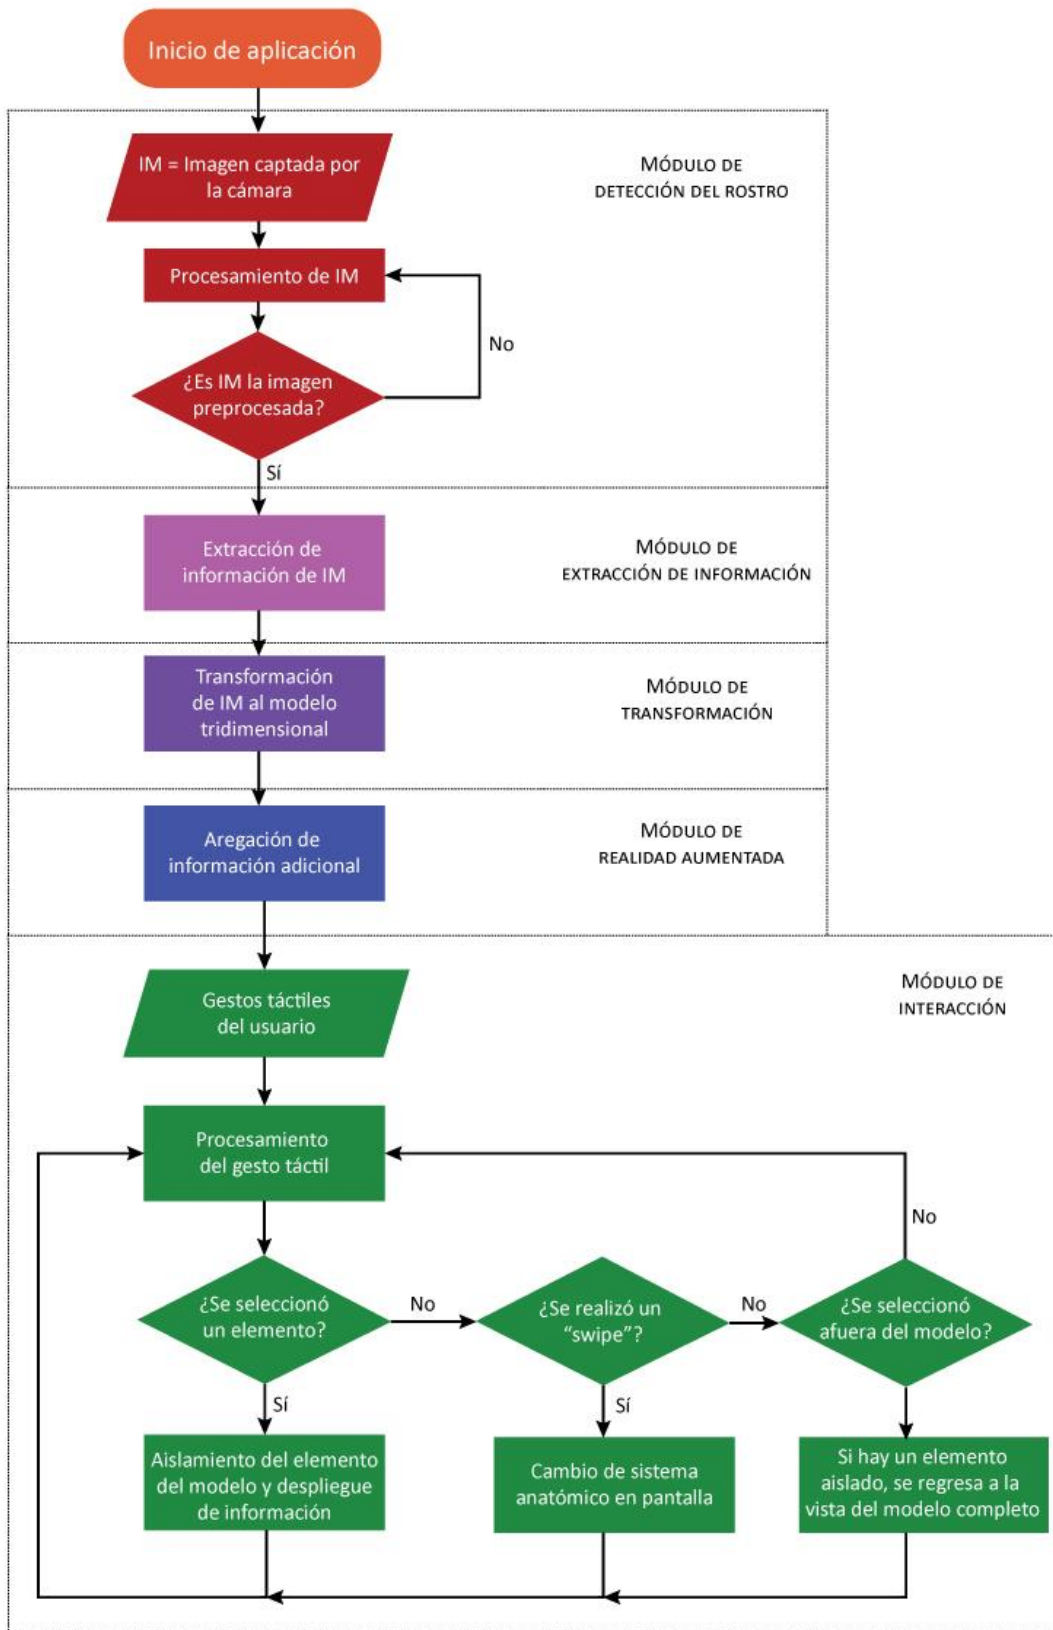 Inicio de aplicación
IM = Imagen captada por
la cámara
MÓDULO DE
DETECCIÓN DEL ROSTRO
Procesamiento de IM
No
¿Es IM la imagen
preprocesada?
Sí
Extracción de
información de IM
MÓDULO DE
EXTRACCIÓN DE INFORMACIÓN
Transformación
de IM al modelo
tridimensional
MÓDULO DE
TRANSFORMACIÓN
Aregación de
información adicional
MÓDULO DE
REALIDAD AUMENTADA
MÓDULO DE
INTERACCIÓN
Gestos táctiles
del usuario
Procesamiento
del gesto táctil
No
¿Se seleccionó
un elemento?
No
¿Se realizó un
“swipe”?
No
¿Se seleccionó
afuera del modelo?
Sí
Sí
Aislamiento del elemento
del modelo y despliegue
de información
Cambio de sistema
anatómico en pantalla
Si hay un elemento
aislado, se regresa a la
vista del modelo completo